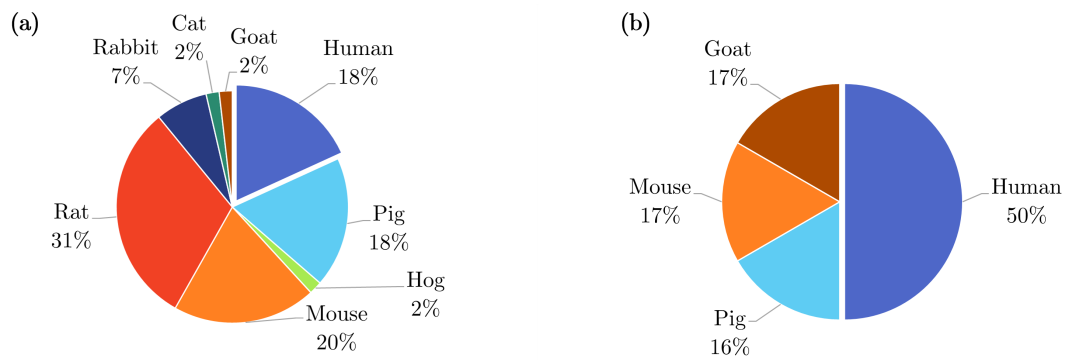 (a)
Cat
2%
Goat
2%
Rabbit
7%
Human
18%
Rat
31%
Pig
18%
Hog
2%
Mouse
20%
(b)
Goat
17%
Mouse
17%
Human
50%
Pig
16%